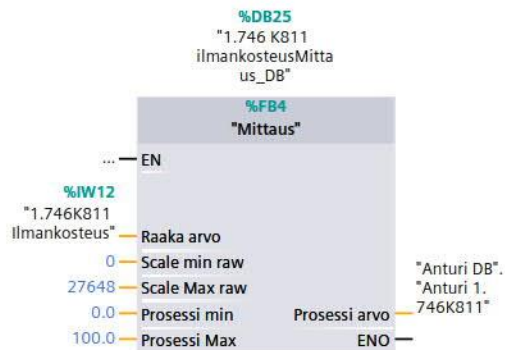 %DB25
"1.746 K811
ilmankosteusMitta
us_DB"
%FB4
"Mittaus"
... EN
%IW12
"1.746K811
Ilmankosteus" Raaka arvo
0 Scale min raw
27648 Scale Max raw
0.0 Prosessi min
100.0 Prosessi Max
Prosessi arvo
ENO
"Anturi DB".
"Anturi 1.
746K811"